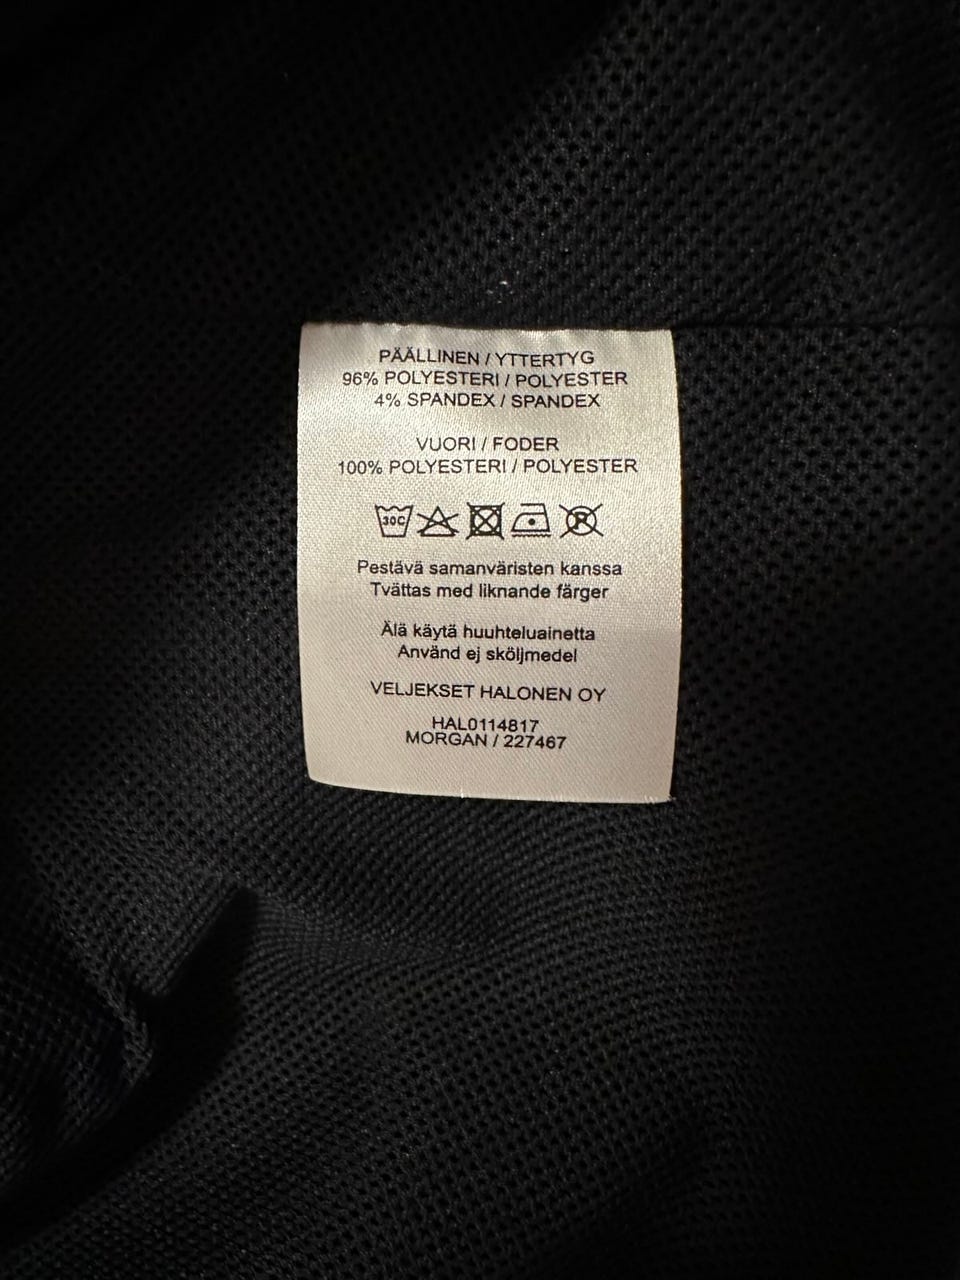 PÄÄLLINEN / YTTERTYG
96% POLYESTERI / POLYESTER
4% SPANDEX / SPANDEX
VUORI / FODER
100% POLYESTERI / POLYESTER
30C P
Pestävä samanväristen kanssa
Tvättas med liknande färger
Älä käytä huuhteluainetta
Använd ej sköljmedel
VELJEKSET HALONEN OY
HAL0114817
MORGAN / 227467